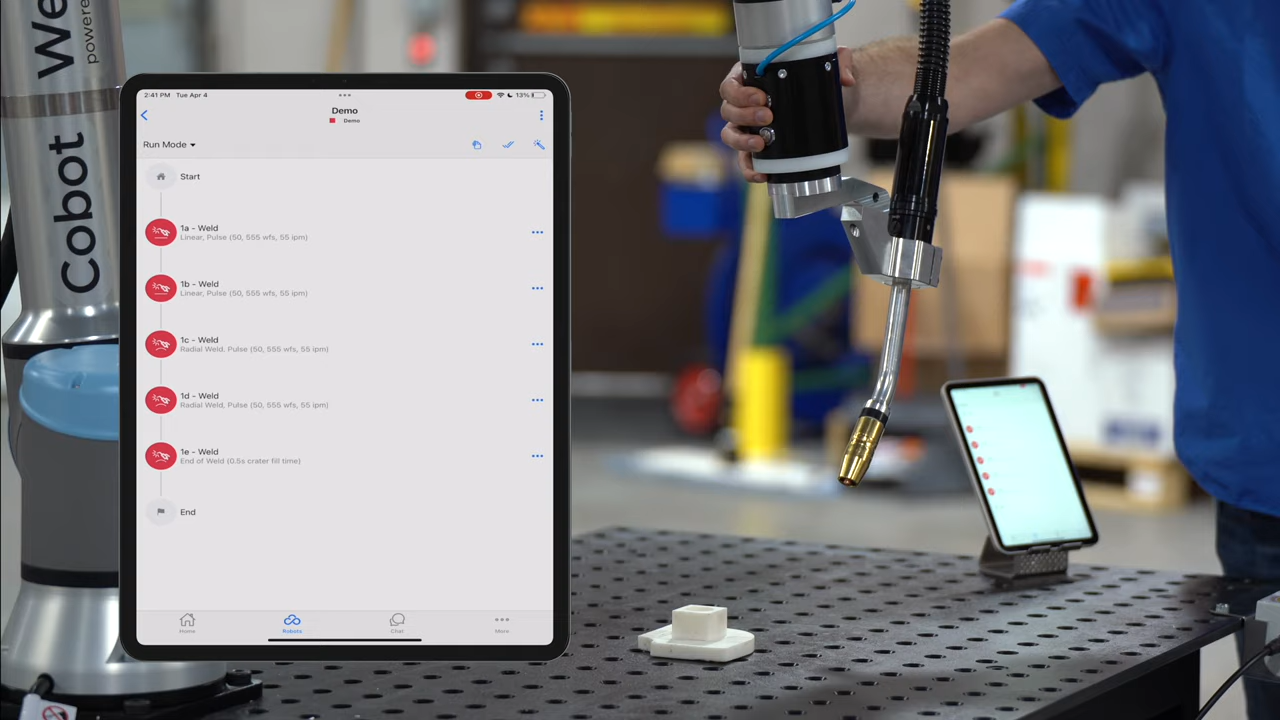 Cobot We
powere
2:41 PM Tue Apr 4
13%
Demo
Demo
Run Mode
Start
1a - Weld
Linear, Pulse (50, 555 wfs, 55 ipm)
1b - Weld
Linear, Pulse (50, 555 wfs, 55 ipm)
1c - Weld
Radial Weld, Pulse (50, 555 wfs, 55 ipm)
1d - Weld
Radial Weld, Pulse (50, 555 wfs, 55 ipm)
1e - Weld
End of Weld (0.5s crater fill time)
End
Home
Robots
Chat
More